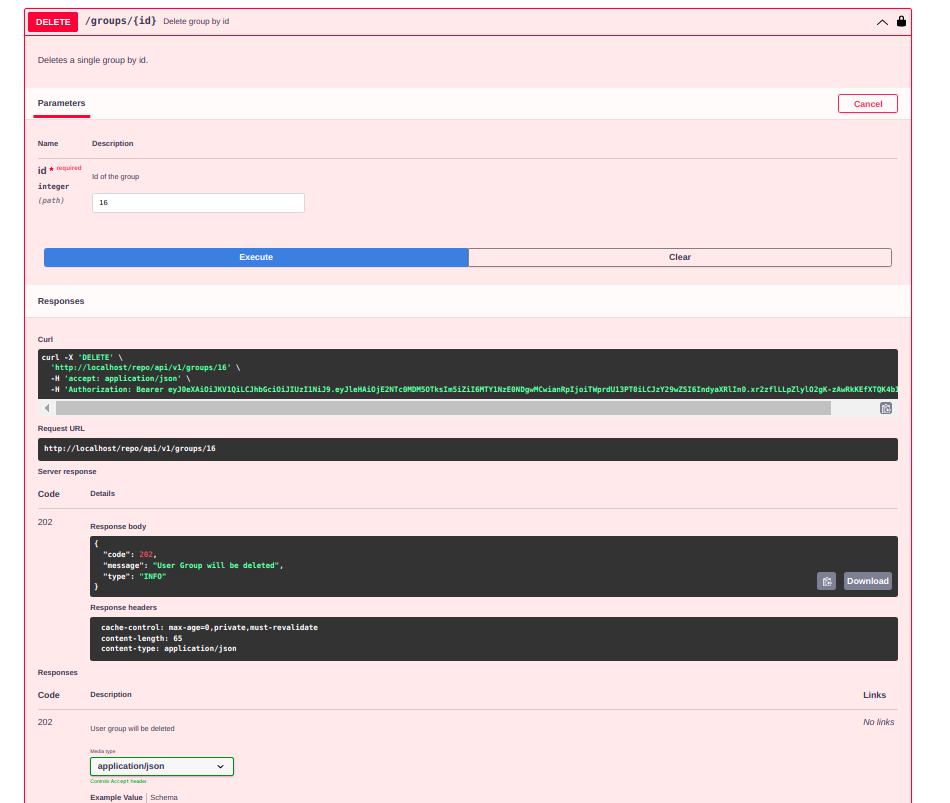 DELETE /groups/{id} Delete group by id
Deletes a single group by id.
Parameters Cancel
Name Description
id * required Id of the group
integer
(path) 16
Execute Clear
Responses
Curl
curl -X 'DELETE' \
'http://localhost/repo/api/v1/groups/16' \
-H 'accept: application/json' \
-H 'Authorization: Bearer
Request URL
http://localhost/repo/api/v1/groups/16
Server response
Code Details
202
Response body
{
"code": 202,
"message": "User Group will be deleted",
"type": "INFO"
}
Download
Response headers
cache-control: max-age=0,private,must-revalidate
content-length: 65
content-type: application/json
Responses
Code Description Links
202 User group will be deleted No links
Media type
application/json
Controls Accept header.
Example Value Schema